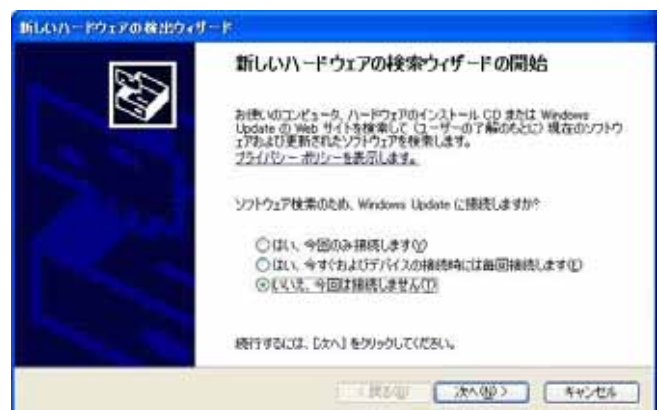 新しいハードウェアの検出ウィザード
新しいハードウェアの検索ウィザードの開始
お使いのコンピュータ、ハードウェアのインストール CD または Windows
Update の Web サイトを検索して (ユーザーの了解のもとに) 現在のソフトウ
ェアおよび更新されたソフトウェアを検索します。
プライバシー ポリシーを表示します。
ソフトウェア検索のため、Windows Update に接続しますか?
はい、今回のみ接続します(Y)
はい、今すぐおよびデバイスの接続時には毎回接続します(E)
いいえ、今回は接続しません(T)
続行するには、[次へ] をクリックしてください。
< 戻る(B) 次へ(N) > キャンセル